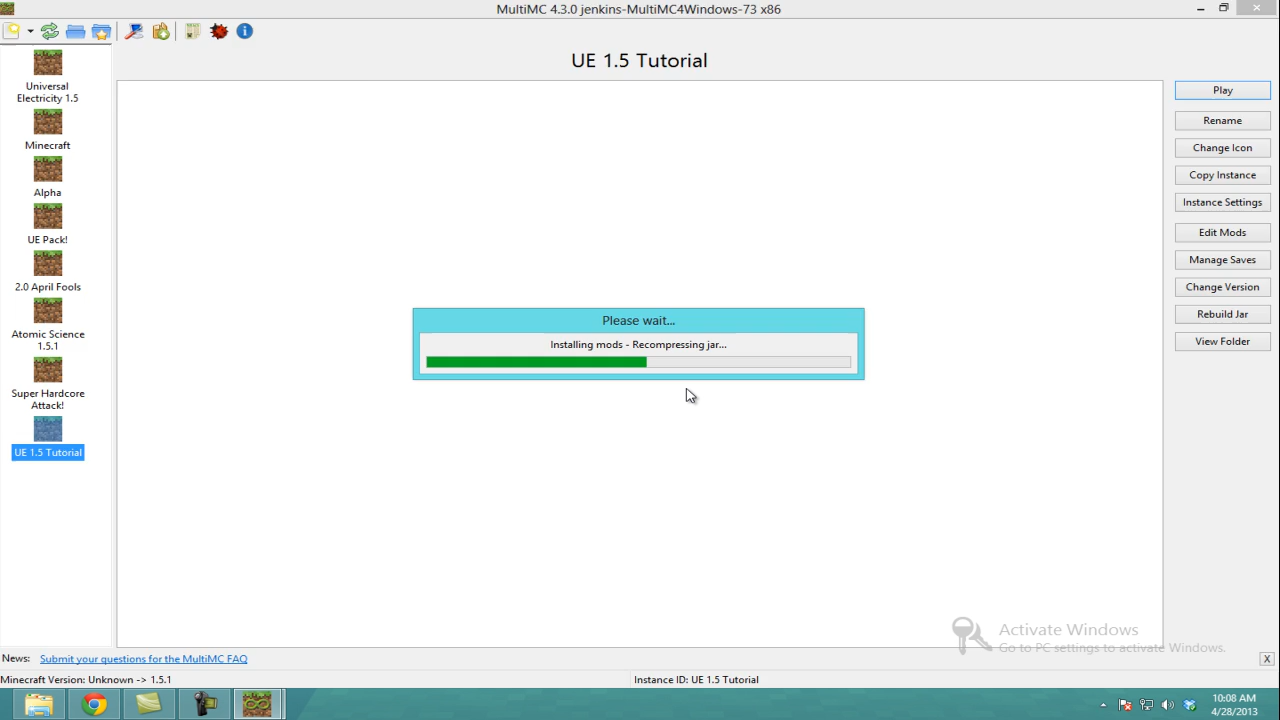 MultiMC 4.3.0 jenkins-MultiMC4Windows-73 x86
UE 1.5 Tutorial
Universal
Electricity 1.5
Minecraft
Alpha
UE Pack!
2.0 April Fools
Atomic Science
1.5.1
Super Hardcore
Attack!
UE 1.5 Tutorial
Please wait...
Installing mods - Recompressing jar...
Play
Rename
Change Icon
Copy Instance
Instance Settings
Edit Mods
Manage Saves
Change Version
Rebuild Jar
View Folder
Activate Windows
Go to PC settings to activate Windows.
News: Submit your questions for the MultiMC FAQ
X
Minecraft Version: Unknown -> 1.5.1
Instance ID: UE 1.5 Tutorial
10:08 AM
4/28/2013